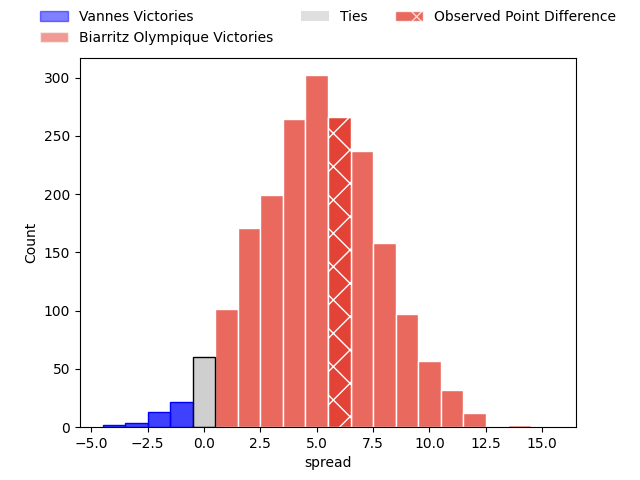 Vannes Victories
Biarritz Olympique Victories
Ties
Observed Point Difference
Count
300
250
200
150
100
50
0
−5.0 −2.5 0.0 2.5 5.0 7.5 10.0 12.5 15.0
spread